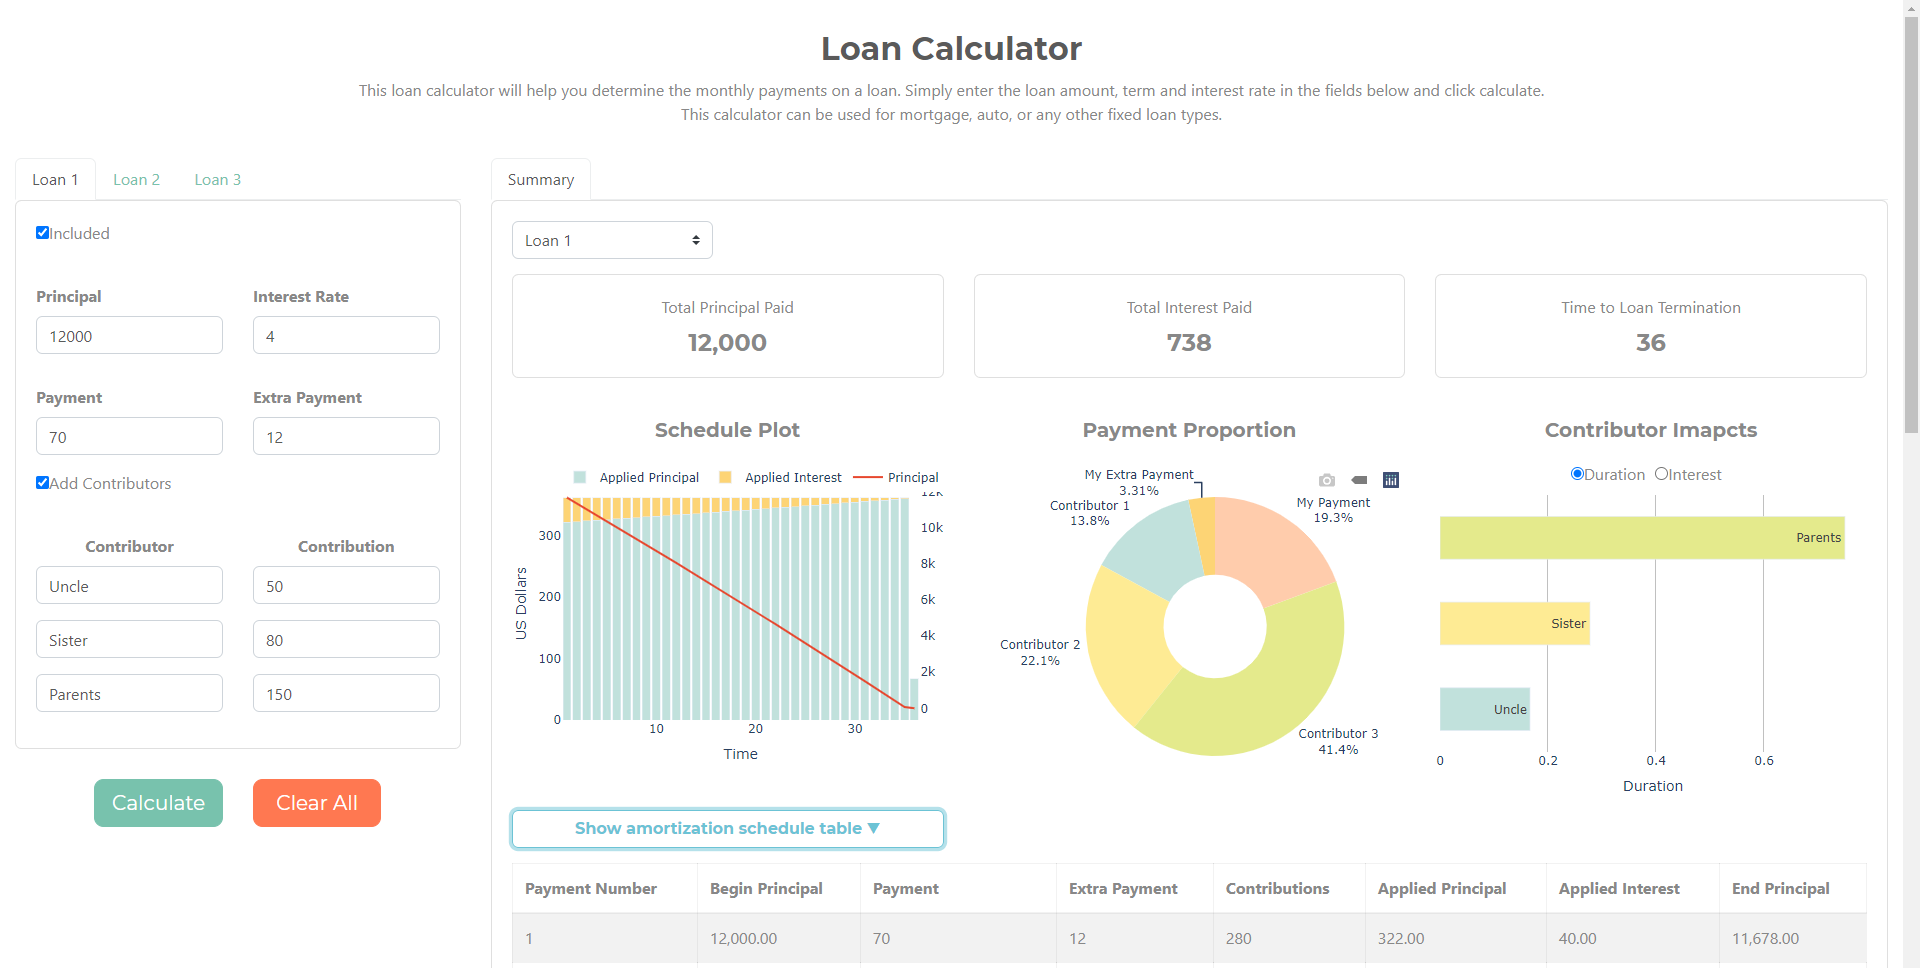 Loan Calculator
This loan calculator will help you determine the monthly payments on a loan. Simply enter the loan amount, term and interest rate in the fields below and click calculate.
This calculator can be used for mortgage, auto, or any other fixed loan types.
Loan 1 Loan 2 Loan 3
Included
Principal Interest Rate
12000 4
Payment Extra Payment
70 12
Add Contributors
Contributor Contribution
Uncle 50
Sister 80
Parents 150
Calculate Clear All
Summary
Loan 1
Total Principal Paid
12,000
Total Interest Paid
738
Time to Loan Termination
36
Schedule Plot
Applied Principal Applied Interest Principal
US Dollars
300
200
100
0
12k
10k
8k
6k
4k
2k
0
10 20 30
Time
Payment Proportion
My Extra Payment
3.31%
Contributor 1
13.8%
My Payment
19.3%
Contributor 2
22.1%
Contributor 3
41.4%
Contributor Imapcts
Duration Interest
Parents
Sister
Uncle
0 0.2 0.4 0.6
Duration
Show amortization schedule table ▼
Payment Number Begin Principal Payment Extra Payment Contributions Applied Principal Applied Interest End Principal
1 12,000.00 70 12 280 322.00 40.00 11,678.00